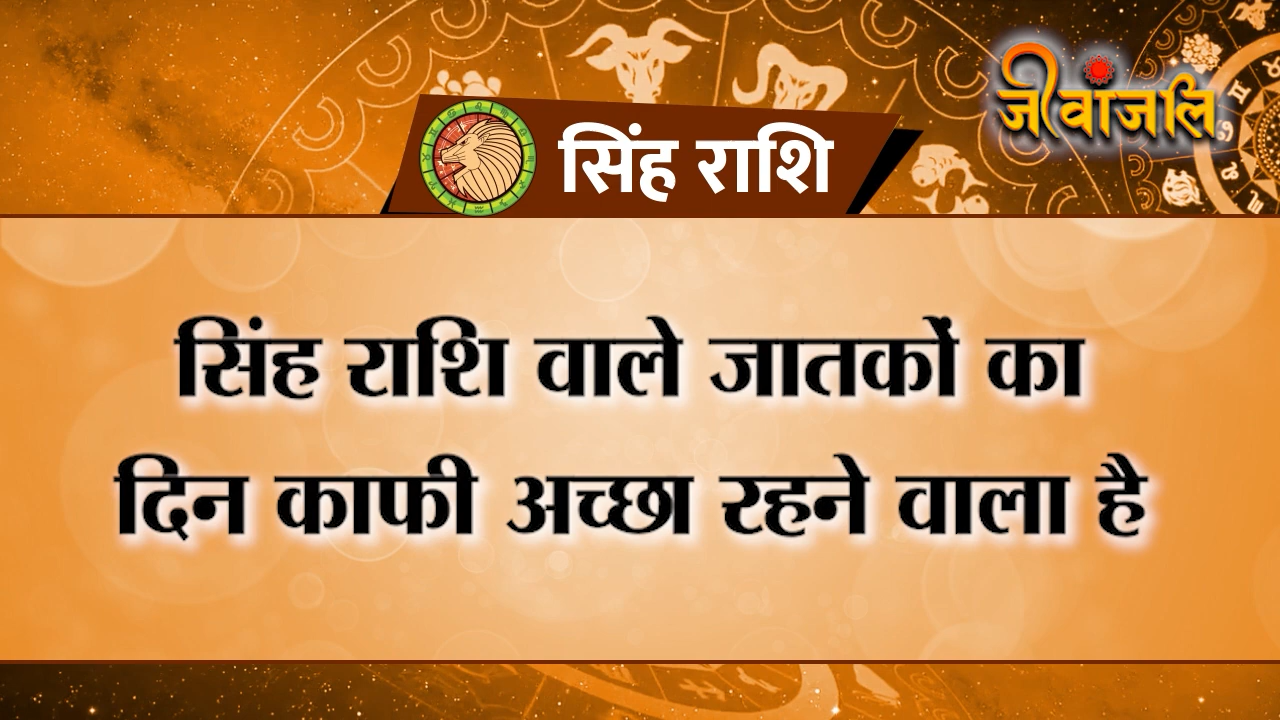 जीवांजलि
सिंह राशि
सिंह राशि वाले जातकों का
दिन काफी अच्छा रहने वाला है